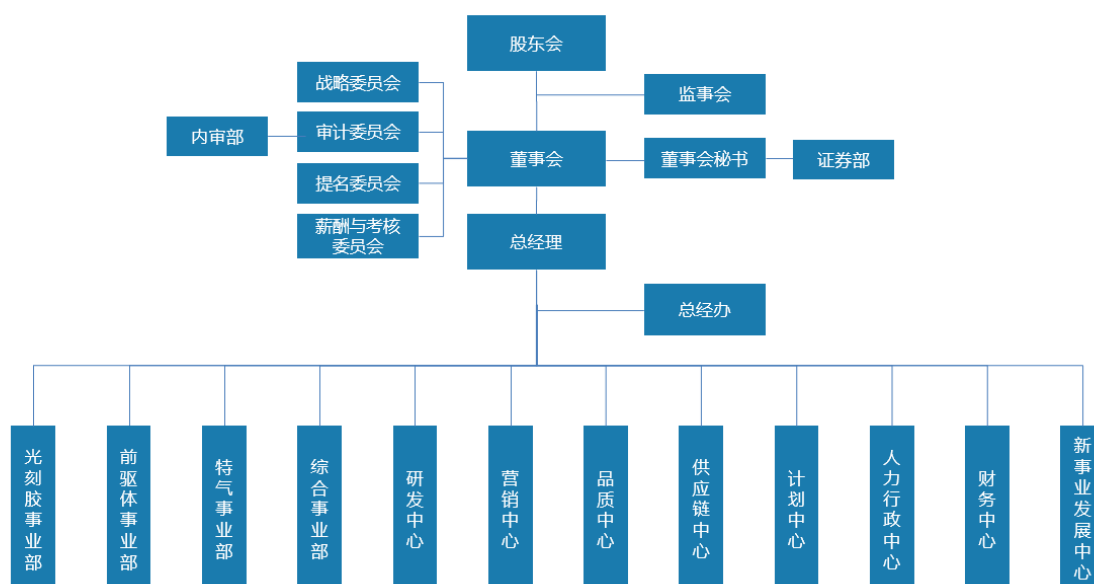 股东会
战略委员会
监事会
审计委员会
内审部
董事会
董事会秘书
证券部
提名委员会
薪酬与考核
委员会
总经理
总经办
光刻胶事业部
前驱体事业部
特气事业部
综合事业部
研发中心
营销中心
品质中心
供应链中心
计划中心
人力行政中心
财务中心
新事业发展中心